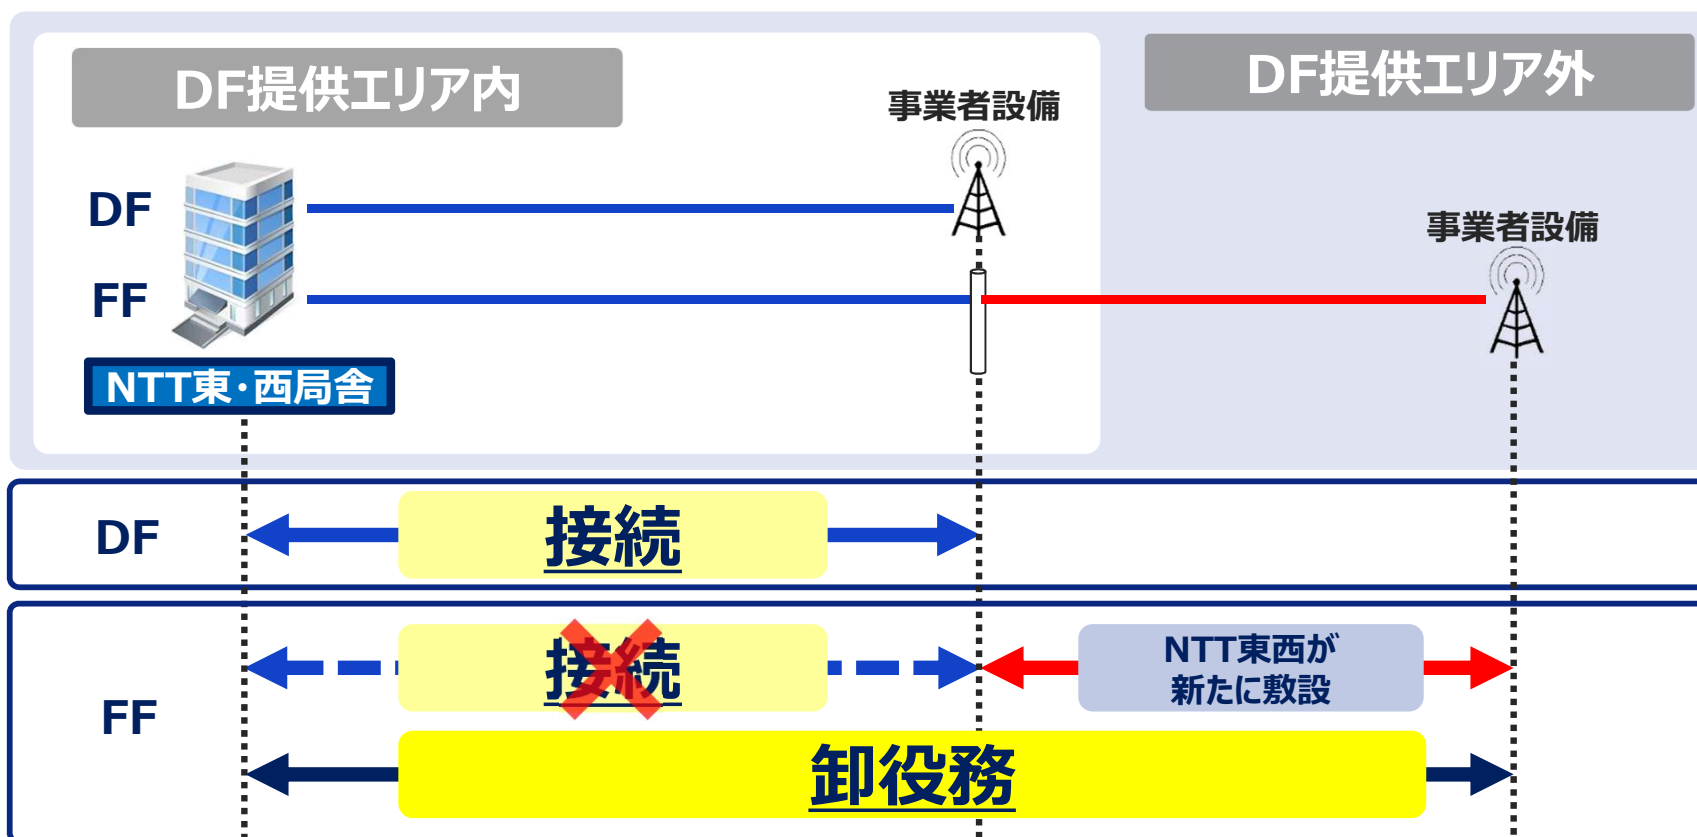 DF提供エリア内
DF提供エリア外
事業者設備
DF
事業者設備
FF
NTT東・西局舎
DF
接続
FF
接続
NTT東西が
新たに敷設
卸役務